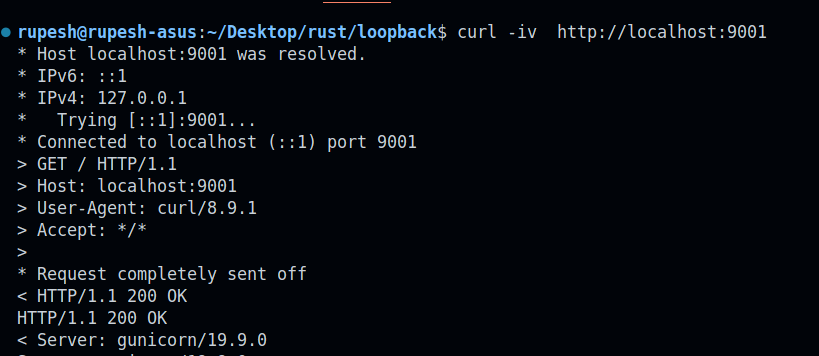 rupesh@rupesh-asus:~/Desktop/rust/loopback$ curl -iv  http://localhost:9001
* Host localhost:9001 was resolved.
* IPv6: ::1
* IPv4: 127.0.0.1
*   Trying [::1]:9001...
* Connected to localhost (::1) port 9001
> GET / HTTP/1.1
> Host: localhost:9001
> User-Agent: curl/8.9.1
> Accept: */*
>
* Request completely sent off
< HTTP/1.1 200 OK
HTTP/1.1 200 OK
< Server: gunicorn/19.9.0